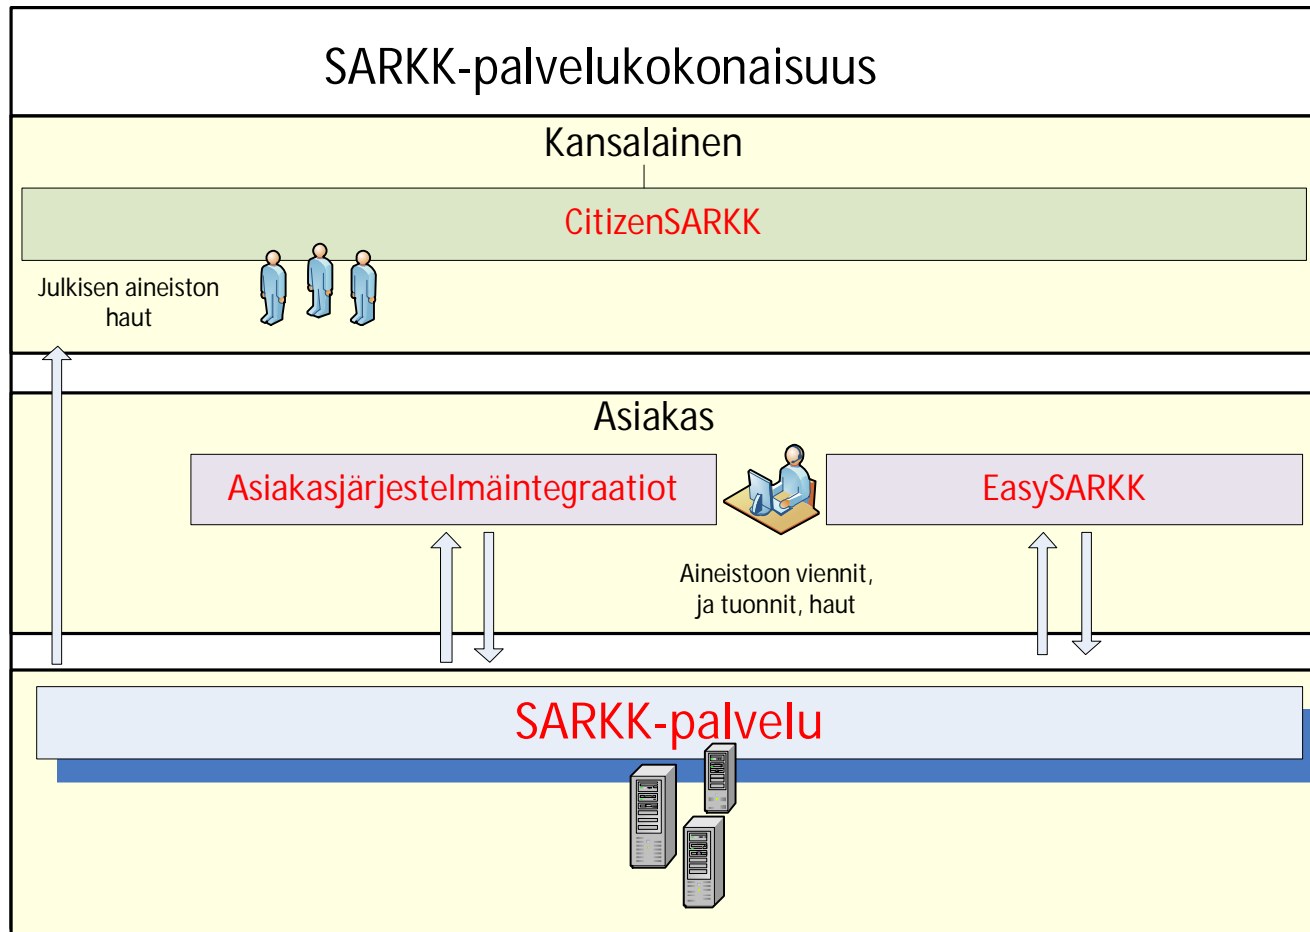 SARKK-palvelukokonaisuus
Kansalainen
CitizenSARKK
Julkisen aineiston
haut
Asiakas
Asiakasjärjestelmäintegraatiot
EasySARKK
Aineistoon viennit,
ja tuonnit, haut
SARKK-palvelu